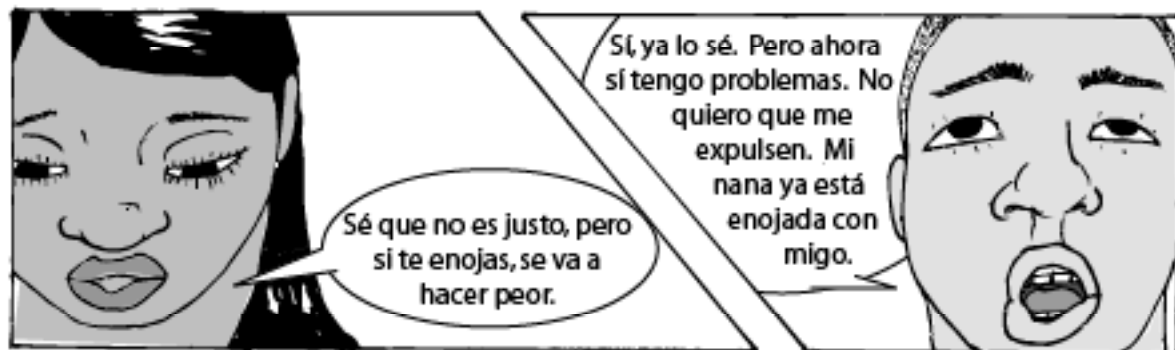 Sé que no es justo, pero
si te enojas, se va a
hacer peor.
Sí, ya lo sé. Pero ahora
sí tengo problemas. No
quiero que me
expulsen. Mi
nana ya está
enojada con
migo.